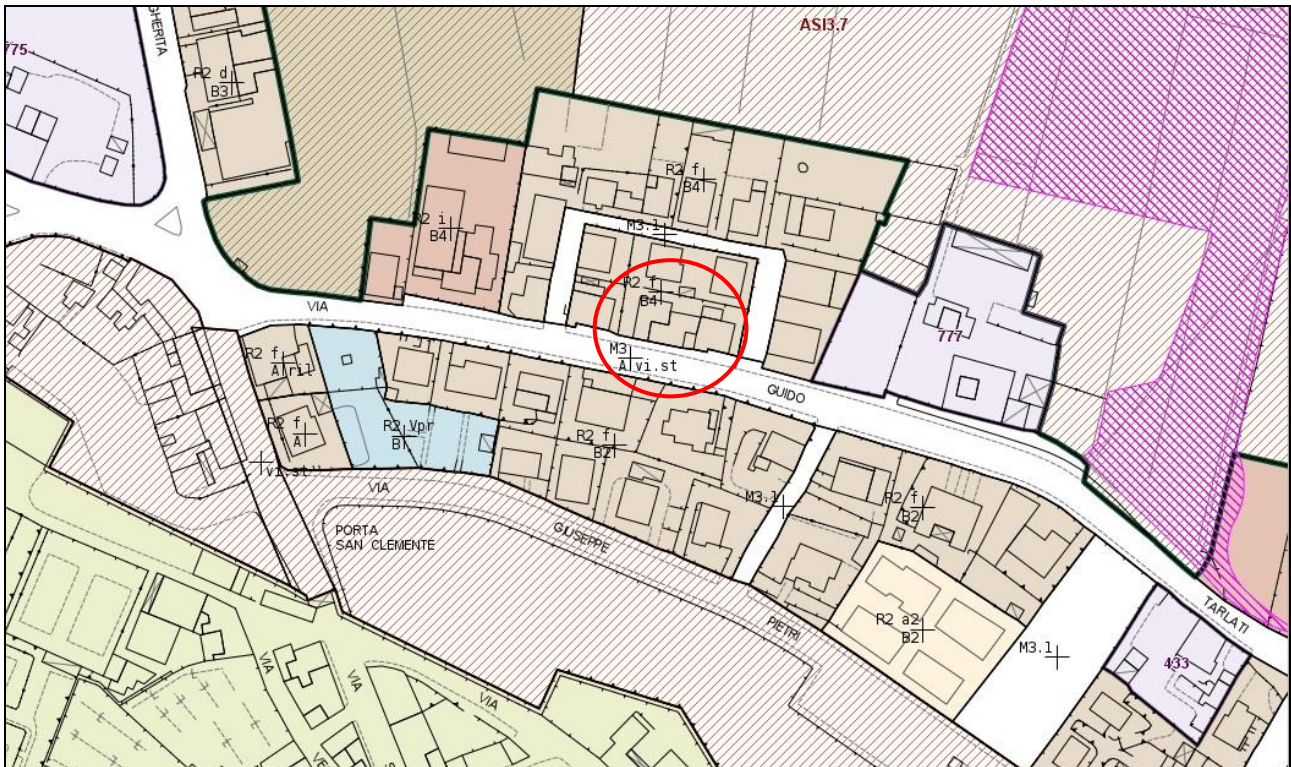 ASI3.7
775
GHERITA
R2 d
B3
R2 f
B4
R2 i
B4
M3.1
R2 f
B4
VIA
777
M3
A vi.st
GUIDO
R2 f
A ril
R2 f
A
R2 Vpr
B1
R2 f
B2
vi.st
VIA
M3.1
R2 f
B2
PORTA
SAN CLEMENTE
GIUSEPPE
PIETRI
TARLATI
R2 a2
B2
M3.1
433
VIA
VIA
VIA